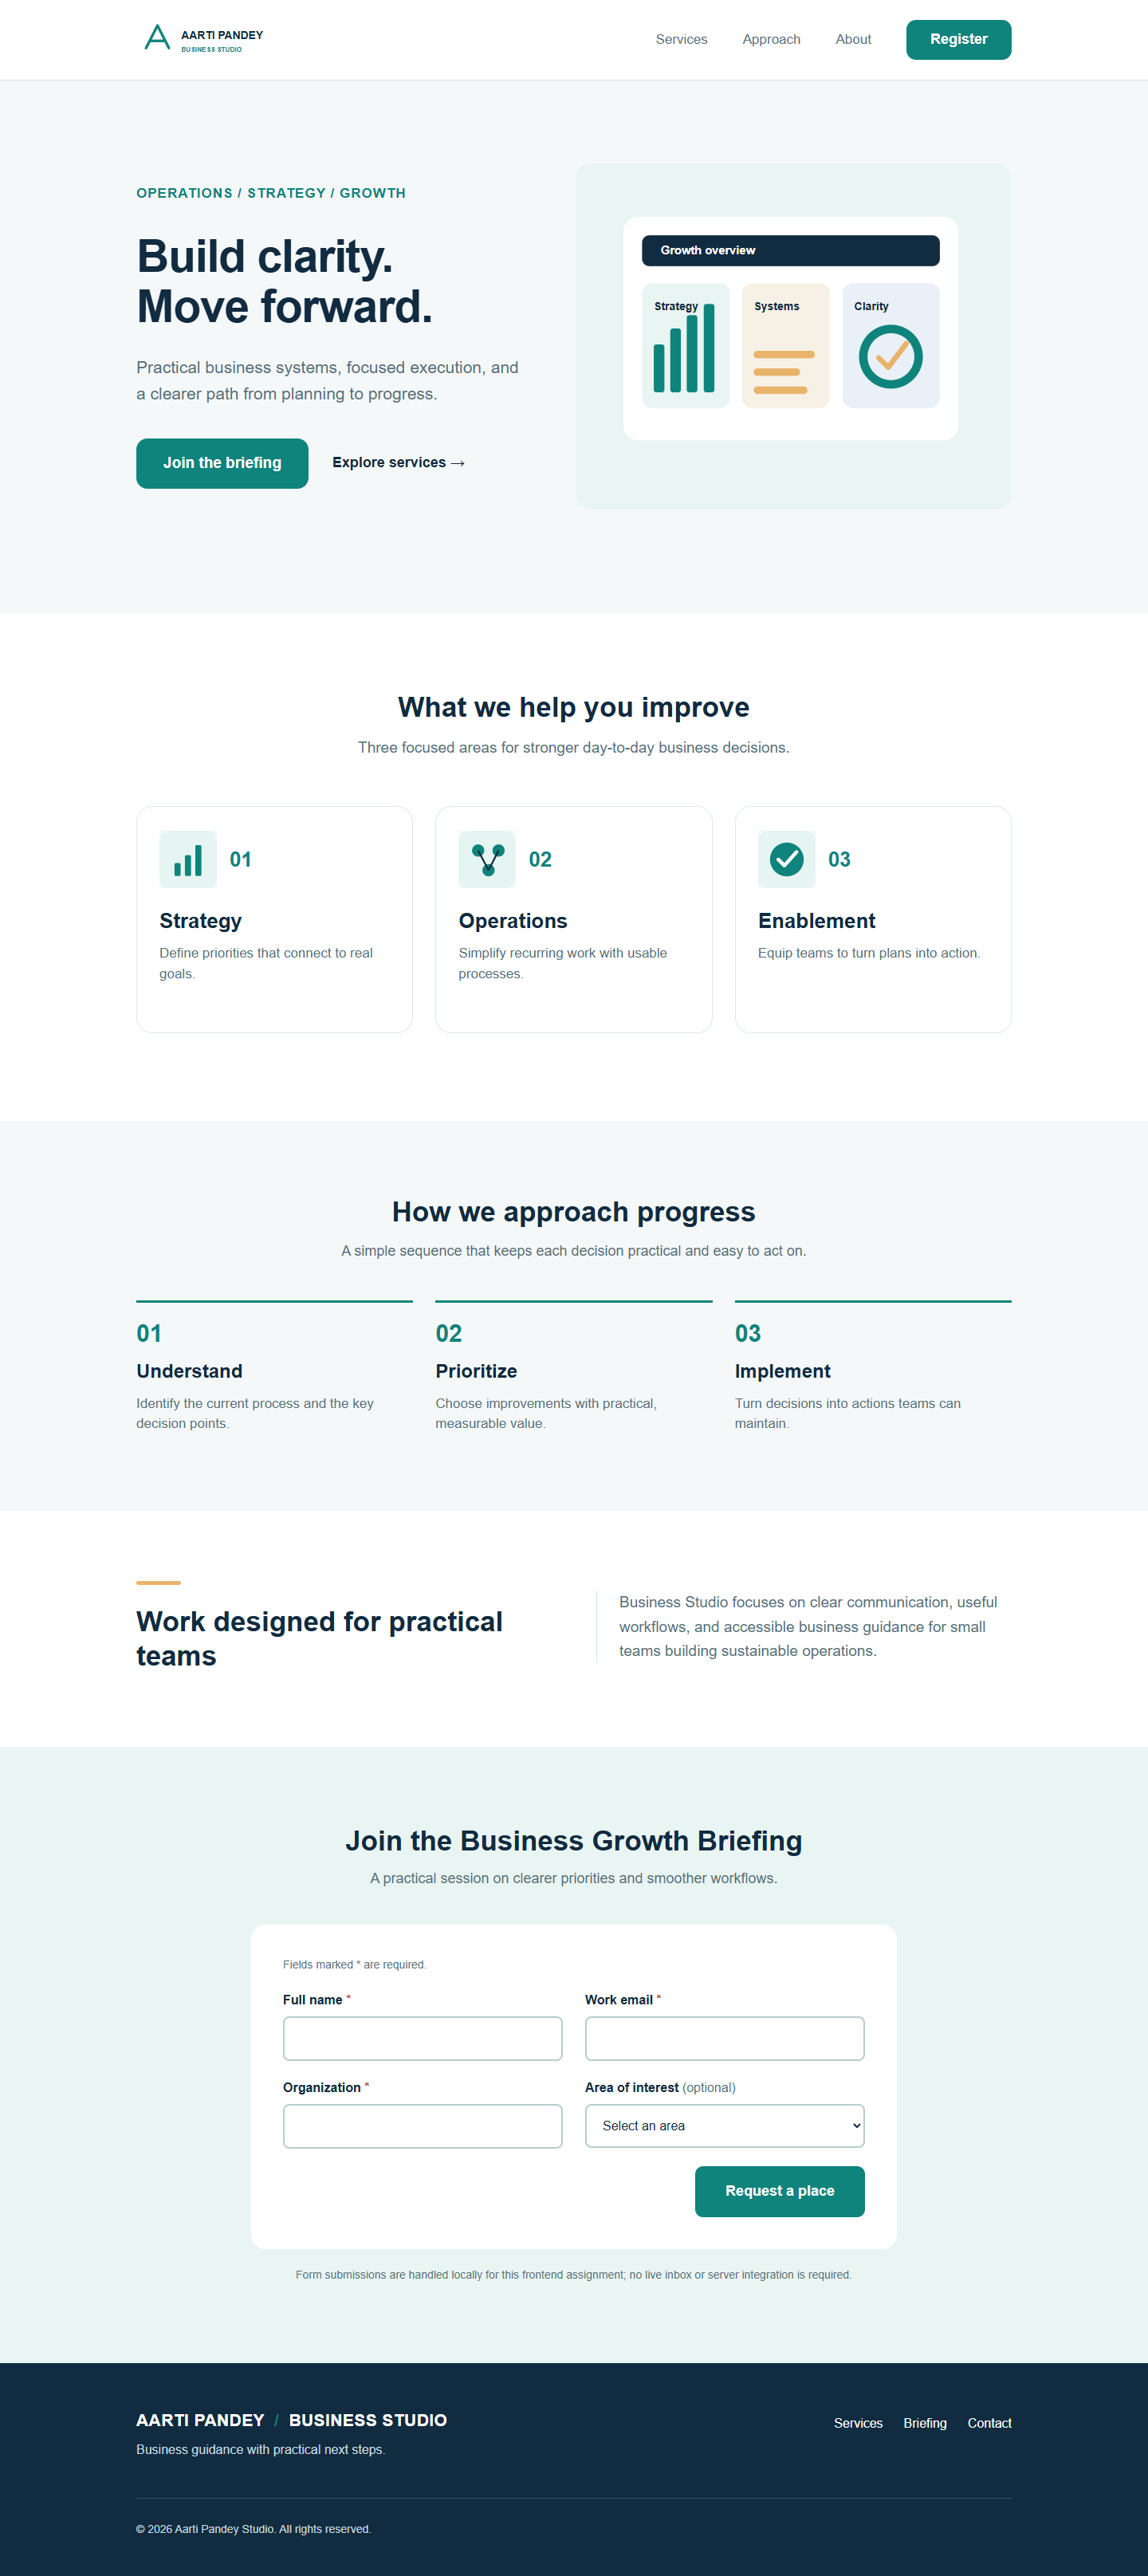 AARTI PANDEY
BUSINESS STUDIO
Services
Approach
About
Register
OPERATIONS / STRATEGY / GROWTH
Build clarity.
Move forward.
Practical business systems, focused execution, and
a clearer path from planning to progress.
Join the briefing
Explore services →
Growth overview
Strategy
Systems
Clarity
What we help you improve
Three focused areas for stronger day-to-day business decisions.
01
Strategy
Define priorities that connect to real
goals.
02
Operations
Simplify recurring work with usable
processes.
03
Enablement
Equip teams to turn plans into action.
How we approach progress
A simple sequence that keeps each decision practical and easy to act on.
01
Understand
Identify the current process and the key
decision points.
02
Prioritize
Choose improvements with practical,
measurable value.
03
Implement
Turn decisions into actions teams can
maintain.
Work designed for practical
teams
Business Studio focuses on clear communication, useful
workflows, and accessible business guidance for small
teams building sustainable operations.
Join the Business Growth Briefing
A practical session on clearer priorities and smoother workflows.
Fields marked * are required.
Full name *
Work email *
Organization *
Area of interest (optional)
Select an area
Request a place
Form submissions are handled locally for this frontend assignment; no live inbox or server integration is required.
AARTI PANDEY / BUSINESS STUDIO
Business guidance with practical next steps.
Services
Briefing
Contact
© 2026 Aarti Pandey Studio. All rights reserved.